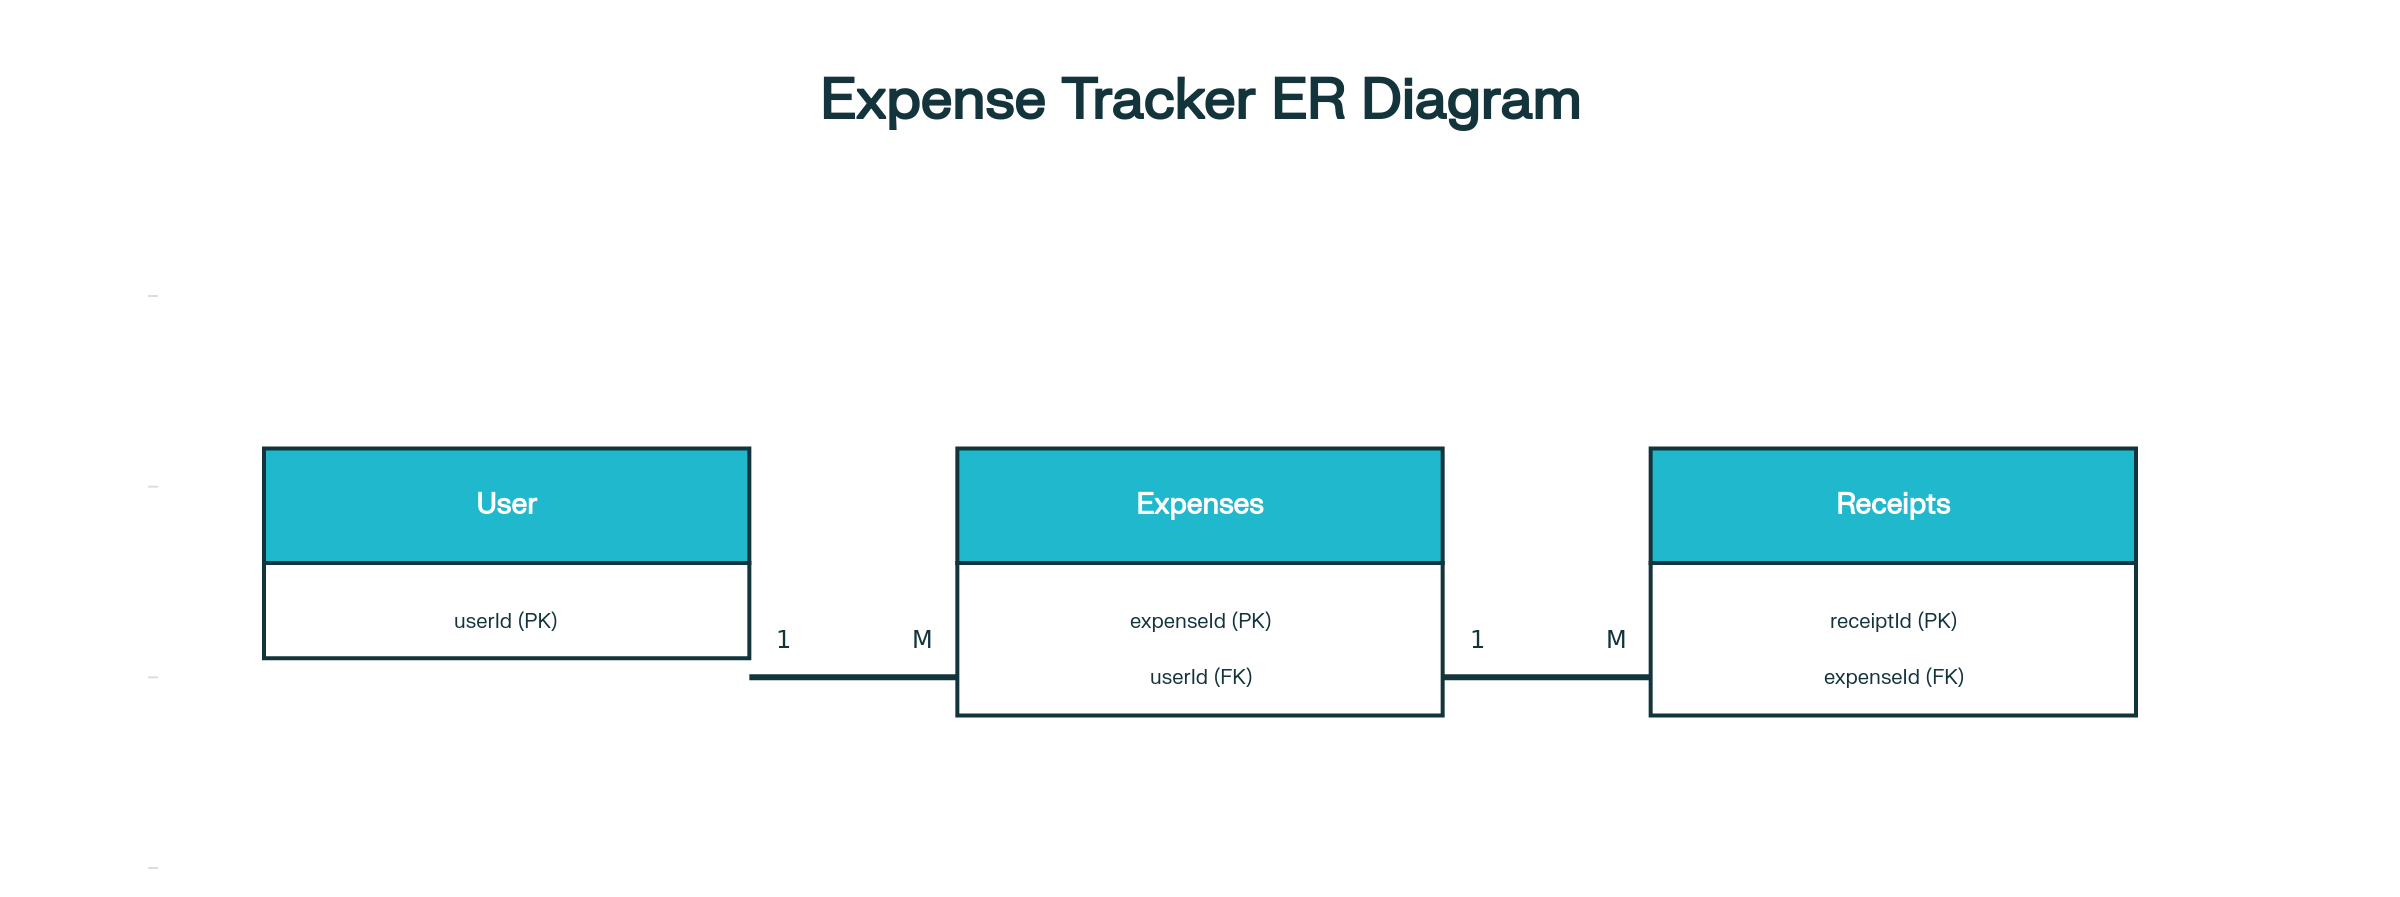 Expense Tracker ER Diagram
User
userId (PK)
1
M
Expenses
expenseId (PK)
userId (FK)
1
M
Receipts
receiptId (PK)
expenseId (FK)